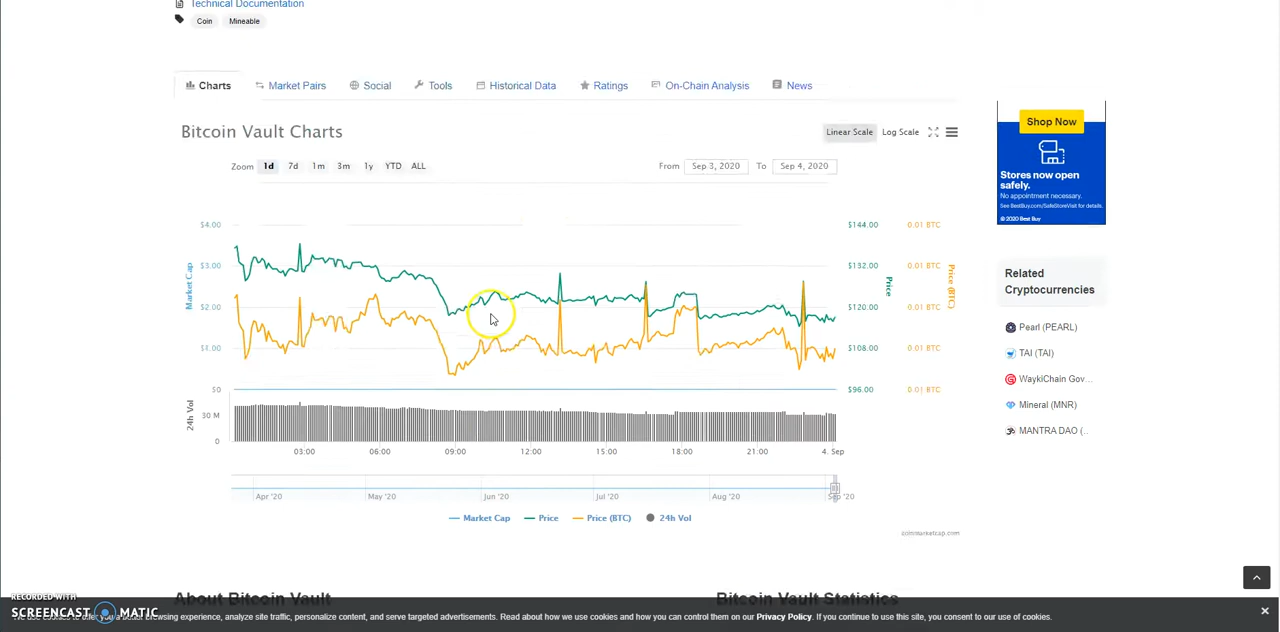 Technical Documentation
Coin Mineable
Charts Market Pairs Social Tools Historical Data Ratings On-Chain Analysis News
Bitcoin Vault Charts
Linear Scale Log Scale
Zoom 1d 7d 1m 3m 1y YTD ALL
From Sep 3, 2020 To Sep 4, 2020
$4.00 $144.00 0.01 BTC
$3.00 $132.00 0.01 BTC
$2.00 $120.00 0.01 BTC
$1.00 $108.00 0.01 BTC
$0 $96.00 0.01 BTC
Market Cap
Price
Price (BTC)
24h Vol
30 M
0
03:00 06:00 09:00 12:00 15:00 18:00 21:00 4. Sep
Apr '20 May '20 Jun '20 Jul '20 Aug '20 Sep '20
Market Cap Price Price (BTC) 24h Vol
coinmarketcap.com
Shop Now
Stores now open
safely.
No appointment necessary.
See BestBuy.com/SafeStoreVisit for details.
© 2020 Best Buy
Related
Cryptocurrencies
Pearl (PEARL)
TAI (TAI)
WaykiChain Gov...
Mineral (MNR)
MANTRA DAO (..
About Bitcoin Vault Bitcoin Vault Statistics
RECORDED WITH
SCREENCAST MATIC
browsing experience, analyze site traffic, personalize content, and serve targeted advertisements. Read about how we use cookies and how you can control them on our Privacy Policy. If you continue to use this site, you consent to our use of cookies.